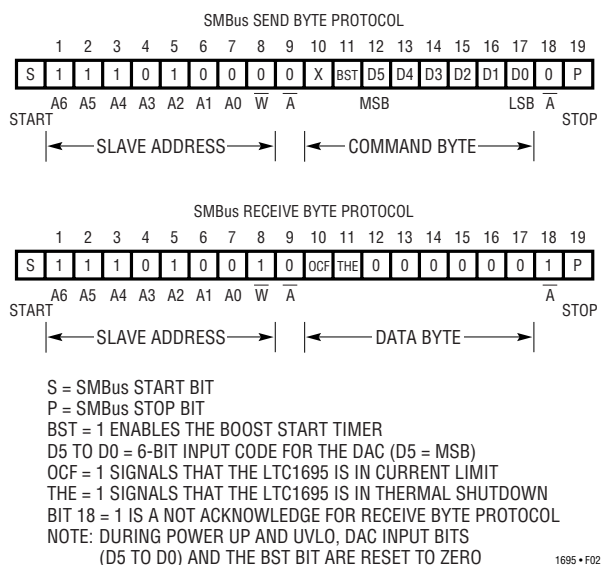 SMBus SEND BYTE PROTOCOL
1 2 3 4 5 6 7 8 9 10 11 12 13 14 15 16 17 18 19
S 1 1 1 0 1 0 0 0 0 X BST D5 D4 D3 D2 D1 D0 0 P
A6 A5 A4 A3 A2 A1 A0 W A MSB LSB A
START STOP
SLAVE ADDRESS COMMAND BYTE
SMBus RECEIVE BYTE PROTOCOL
1 2 3 4 5 6 7 8 9 10 11 12 13 14 15 16 17 18 19
S 1 1 1 0 1 0 0 1 0 OCF THE 0 0 0 0 0 0 1 P
A6 A5 A4 A3 A2 A1 A0 W A A
START STOP
SLAVE ADDRESS DATA BYTE
S = SMBus START BIT
P = SMBus STOP BIT
BST = 1 ENABLES THE BOOST START TIMER
D5 TO D0 = 6-BIT INPUT CODE FOR THE DAC (D5 = MSB)
OCF = 1 SIGNALS THAT THE LTC1695 IS IN CURRENT LIMIT
THE = 1 SIGNALS THAT THE LTC1695 IS IN THERMAL SHUTDOWN
BIT 18 = 1 IS A NOT ACKNOWLEDGE FOR RECEIVE BYTE PROTOCOL
NOTE: DURING POWER UP AND UVLO, DAC INPUT BITS
(D5 TO D0) AND THE BST BIT ARE RESET TO ZERO
1695 • F02